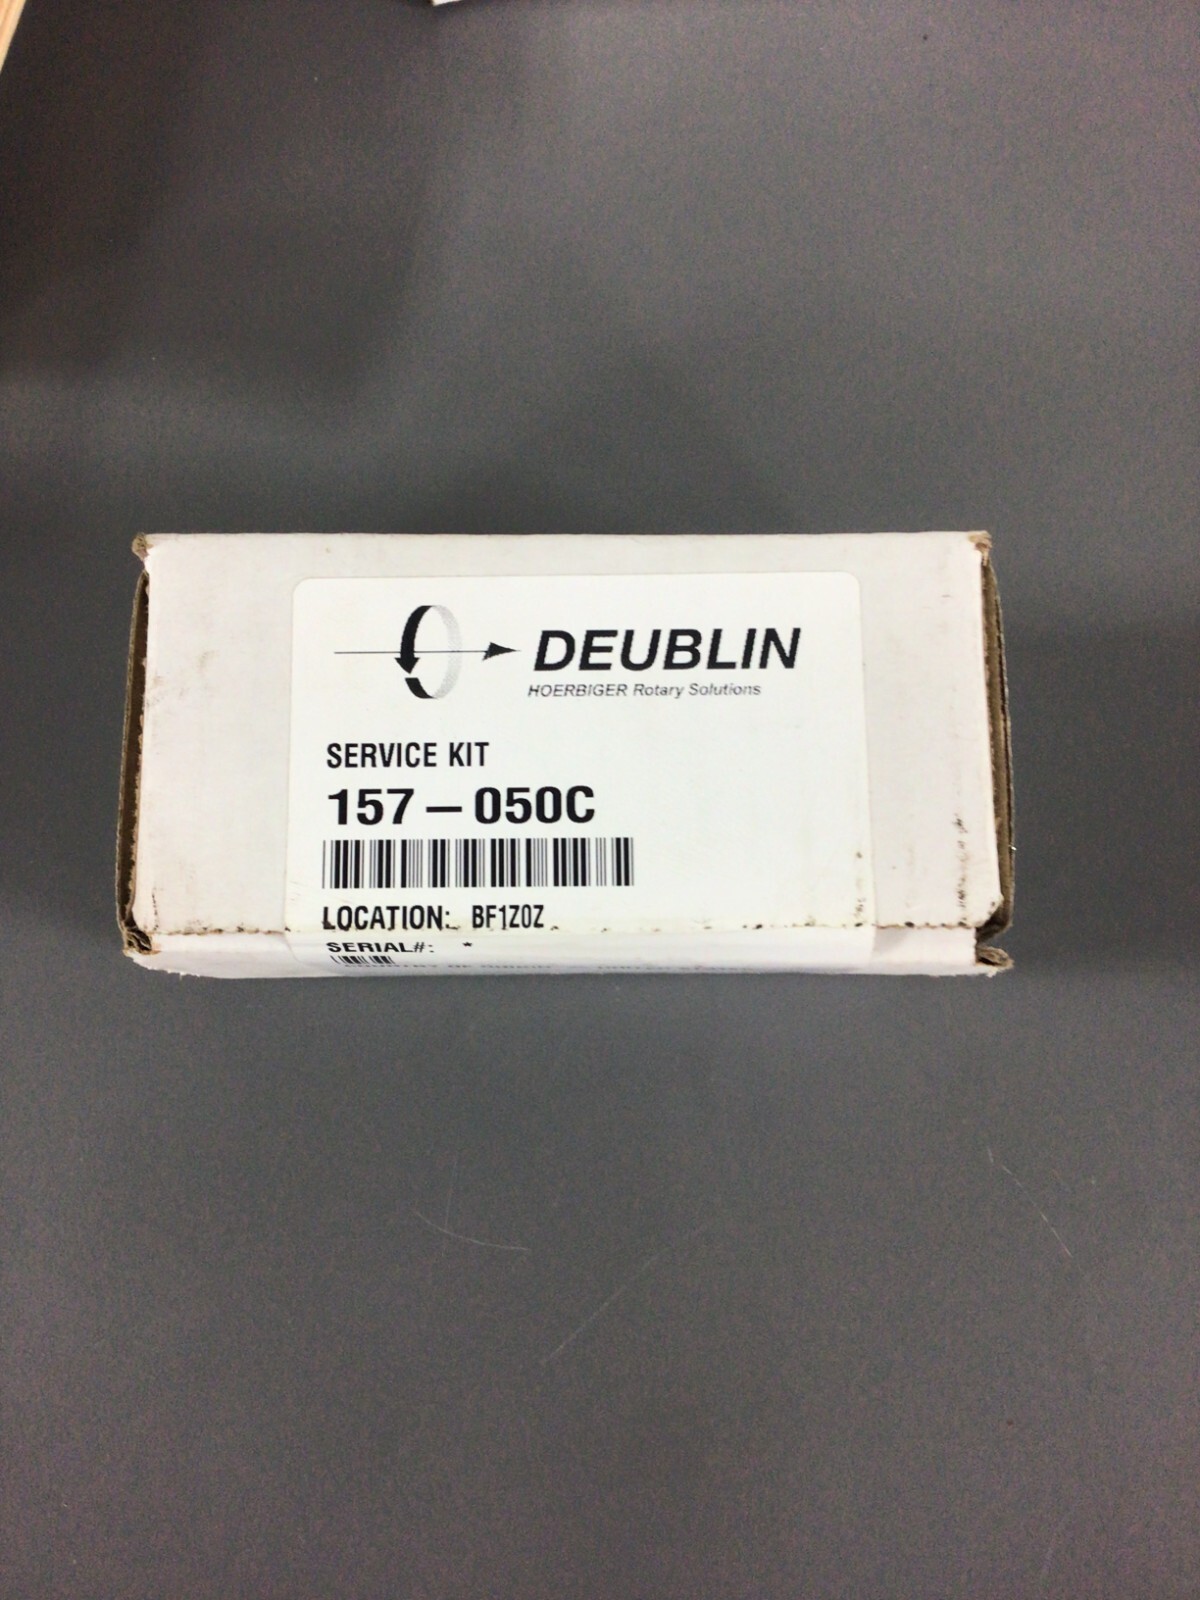 DEUBLIN
HOERBIGER Rotary Solutions
SERVICE KIT
157-050C
LOCATION: BF1Z0Z
SERIAL#: *